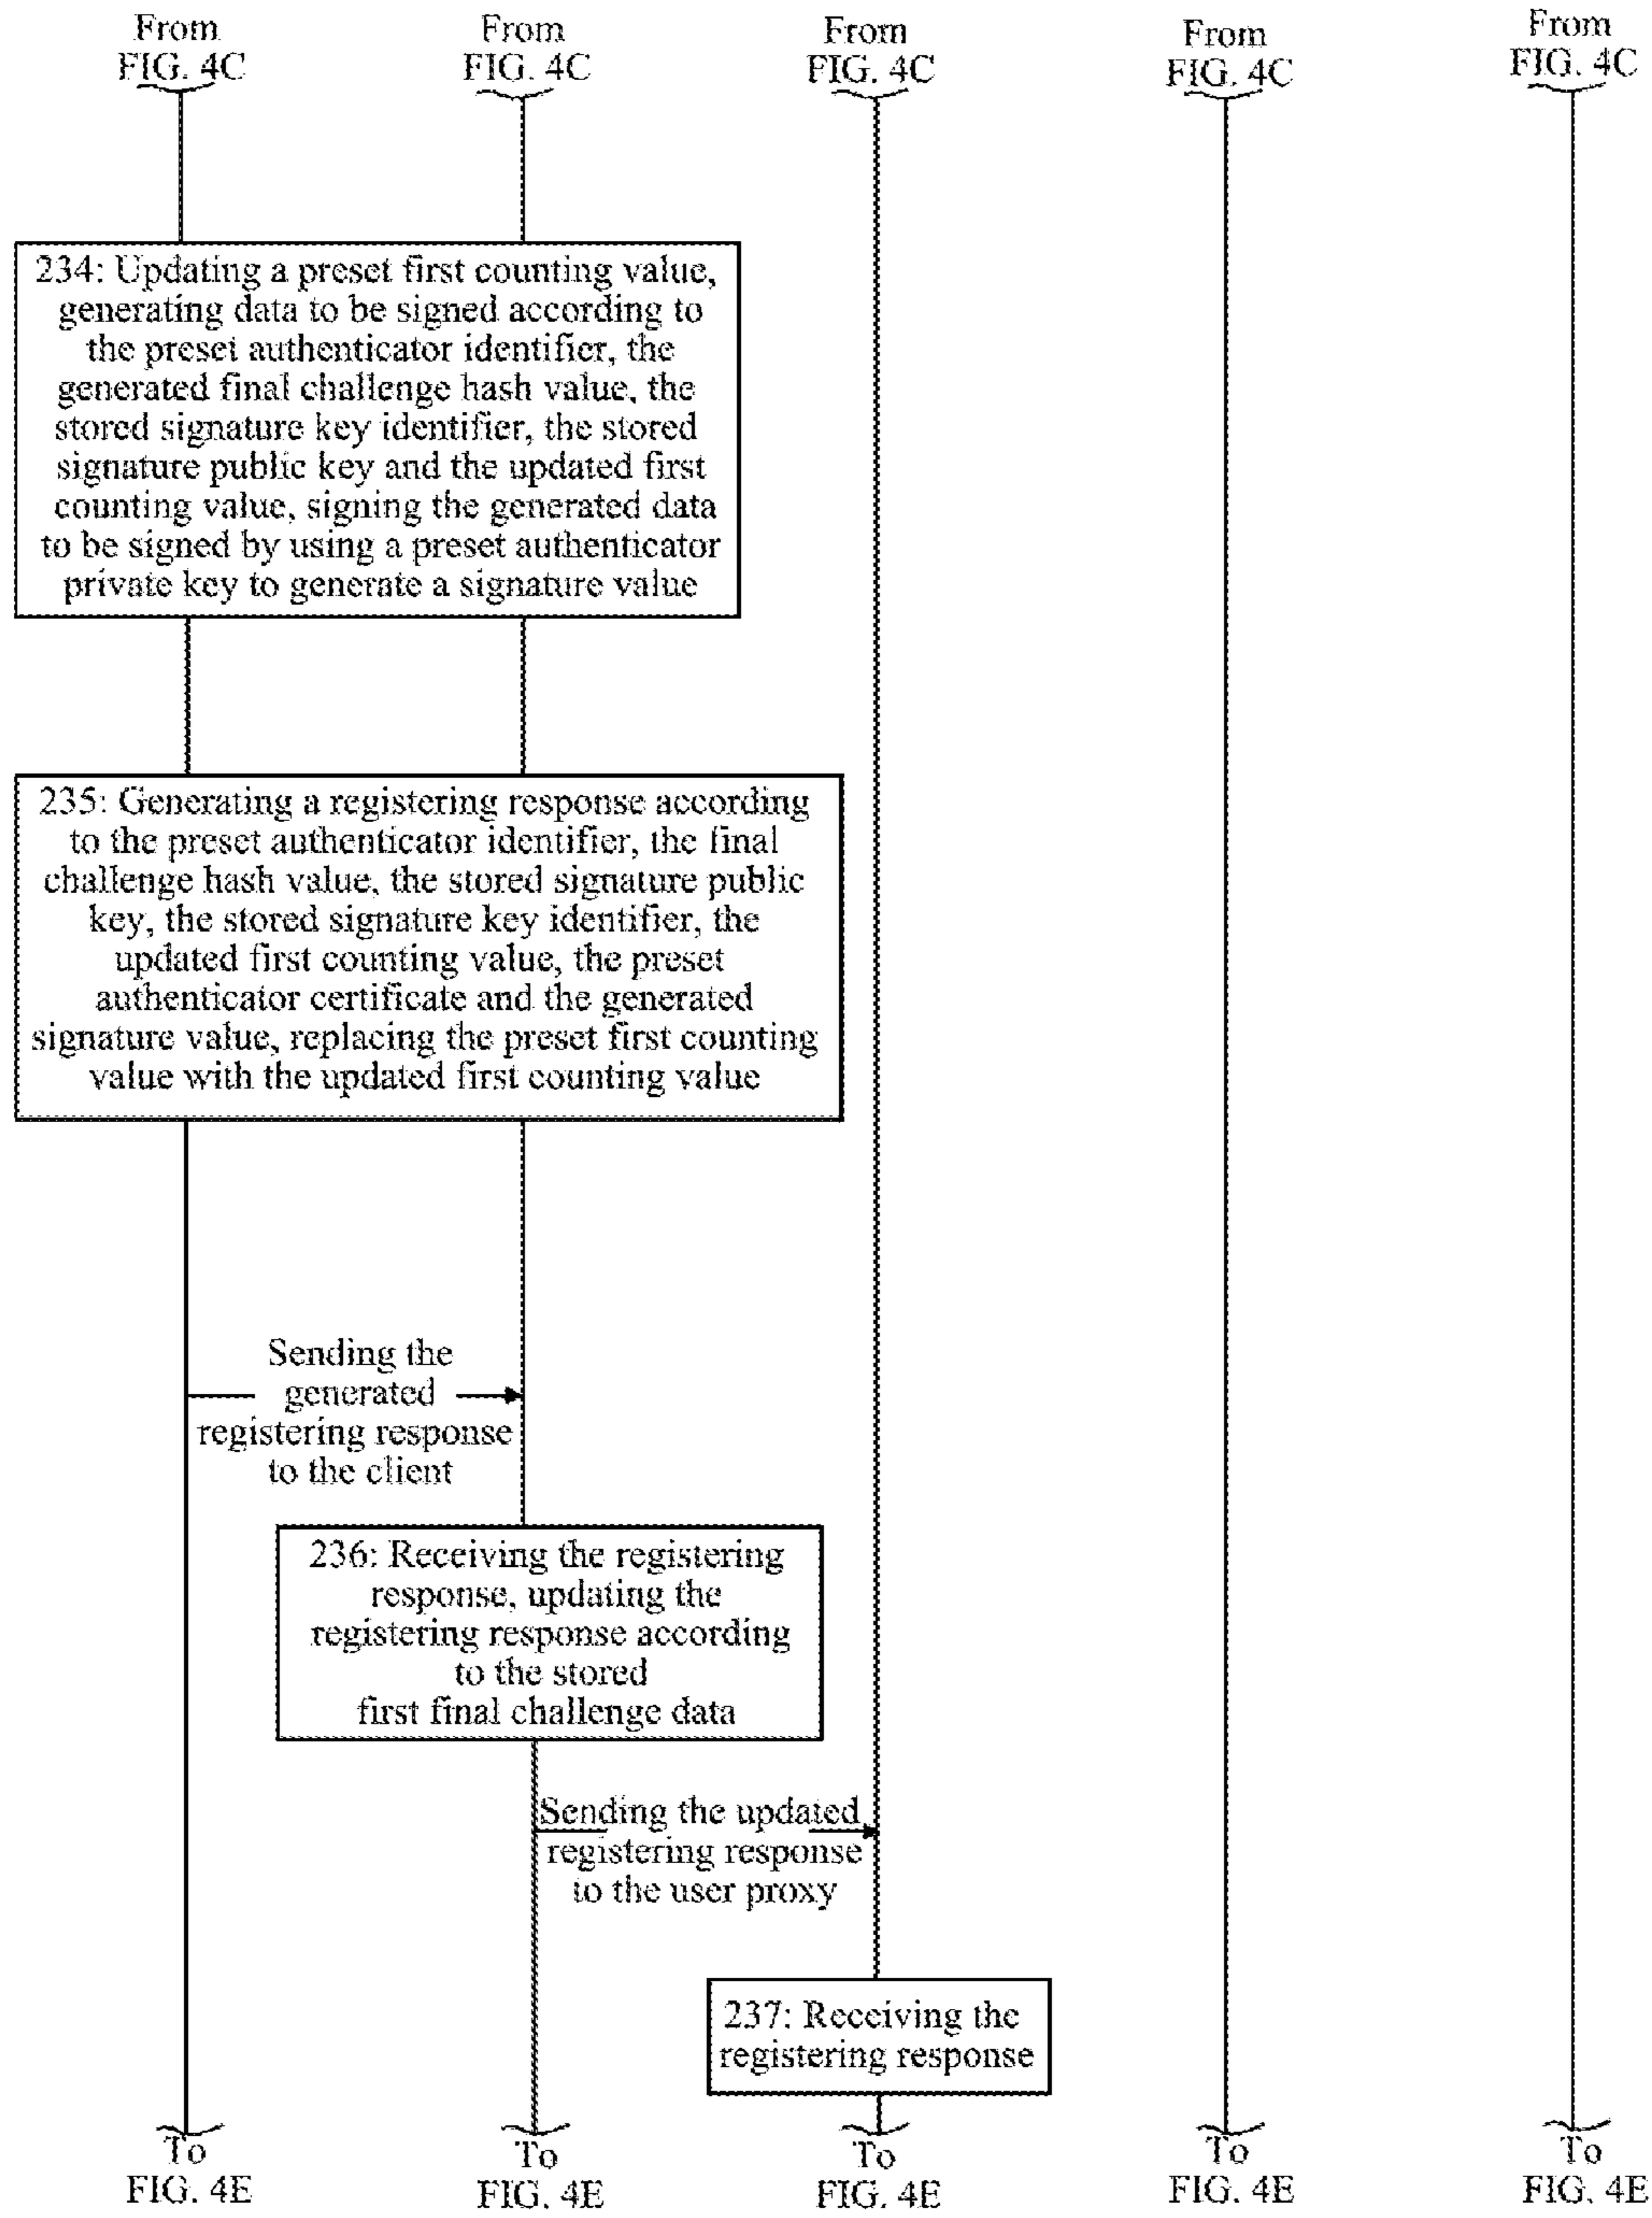 From
FIG. 4C
From
FIG. 4C
From
FIG. 4C
From
FIG. 4C
From
FIG. 4C
234: Updating a preset first counting value,
generating data to be signed according to
the preset authenticator identifier, the
generated final challenge hash value, the
stored signature key identifier, the stored
signature public key and the updated first
counting value, signing the generated data
to be signed by using a preset authenticator
private key to generate a signature value
235: Generating a registering response according
to the preset authenticator identifier, the final
challenge hash value, the stored signature public
key, the stored signature key identifier, the
updated first counting value, the preset
authenticator certificate and the generated
signature value, replacing the preset first counting
value with the updated first counting value
Sending the
generated
registering response
to the client
236: Receiving the registering
response, updating the
registering response according
to the stored
first final challenge data
Sending the updated
registering response
to the user proxy
237: Receiving the
registering response
To
FIG. 4E
To
FIG. 4E
To
FIG. 4E
To
FIG. 4E
To
FIG. 4E